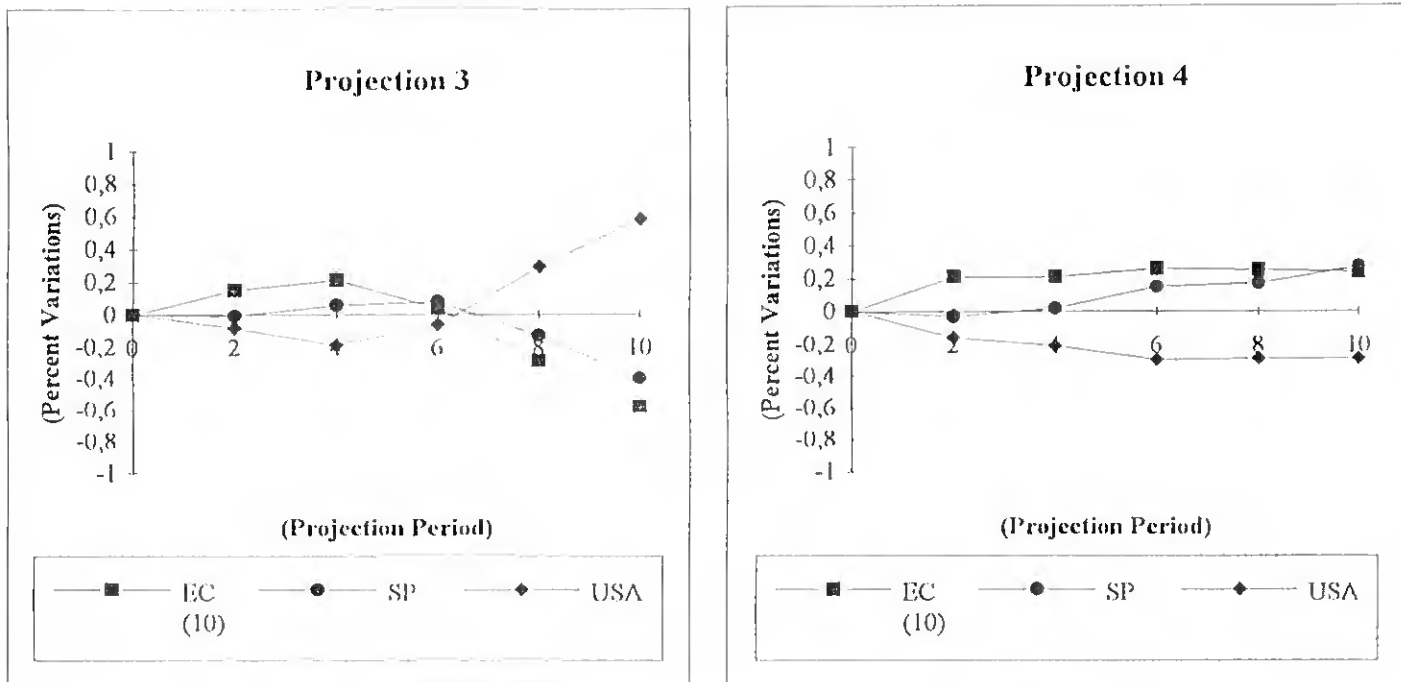 Projection 3
(Percent Variations)
1
0,8
0,6
0,4
0,2
0
-0,2
-0,4
-0,6
-0,8
-1
0 2 4 6 8 10
(Projection Period)
EC (10) SP USA
Projection 4
(Percent Variations)
1
0,8
0,6
0,4
0,2
0
-0,2
-0,4
-0,6
-0,8
-1
0 2 4 6 8 10
(Projection Period)
EC (10) SP USA